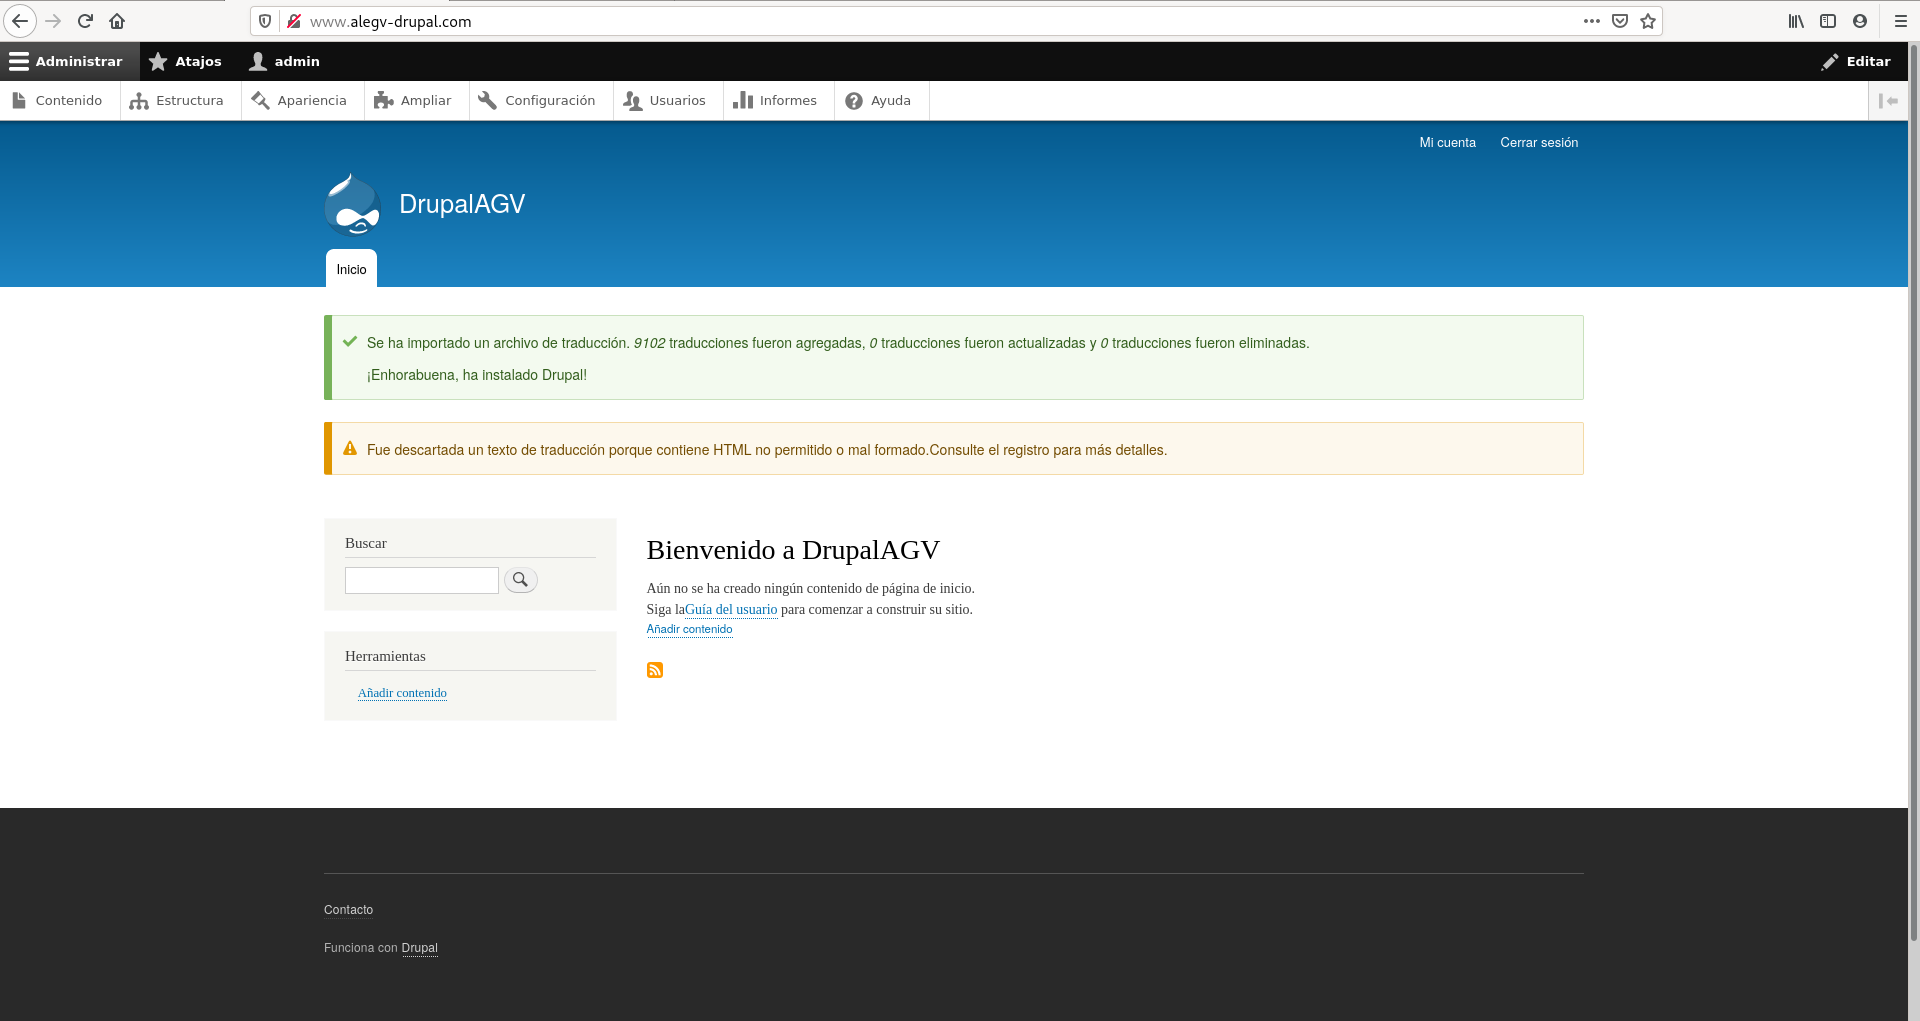 www.alegv-drupal.com
Administrar Atajos admin Editar
Contenido Estructura Apariencia Ampliar Configuración Usuarios Informes Ayuda
Mi cuenta Cerrar sesión
DrupalAGV
Inicio
Se ha importado un archivo de traducción. 9102 traducciones fueron agregadas, 0 traducciones fueron actualizadas y 0 traducciones fueron eliminadas.
¡Enhorabuena, ha instalado Drupal!
Fue descartada un texto de traducción porque contiene HTML no permitido o mal formado.Consulte el registro para más detalles.
Buscar
Herramientas
Añadir contenido
Bienvenido a DrupalAGV
Aún no se ha creado ningún contenido de página de inicio.
Siga laGuía del usuario para comenzar a construir su sitio.
Añadir contenido
Contacto
Funciona con Drupal